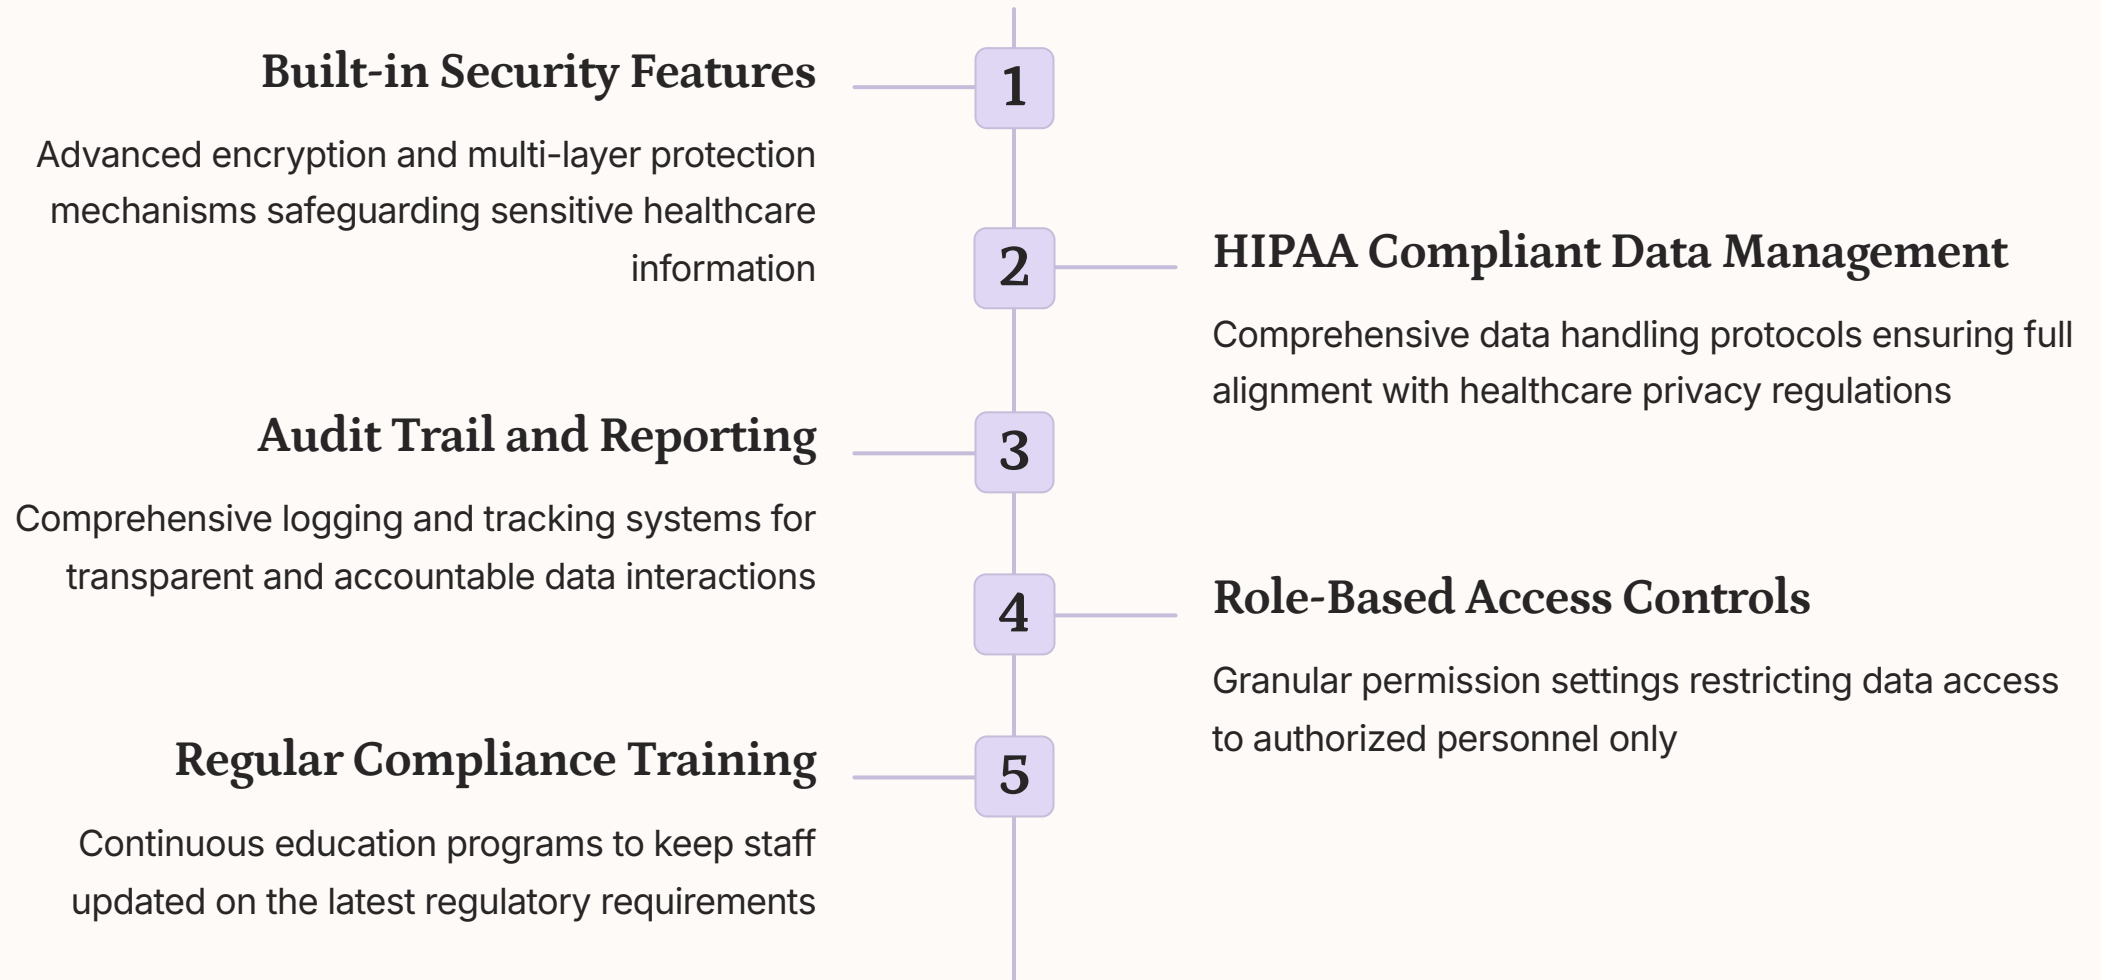 1
Built-in Security Features
Advanced encryption and multi-layer protection
mechanisms safeguarding sensitive healthcare
information
2
HIPAA Compliant Data Management
Comprehensive data handling protocols ensuring full
alignment with healthcare privacy regulations
3
Audit Trail and Reporting
Comprehensive logging and tracking systems for
transparent and accountable data interactions
4
Role-Based Access Controls
Granular permission settings restricting data access
to authorized personnel only
5
Regular Compliance Training
Continuous education programs to keep staff
updated on the latest regulatory requirements